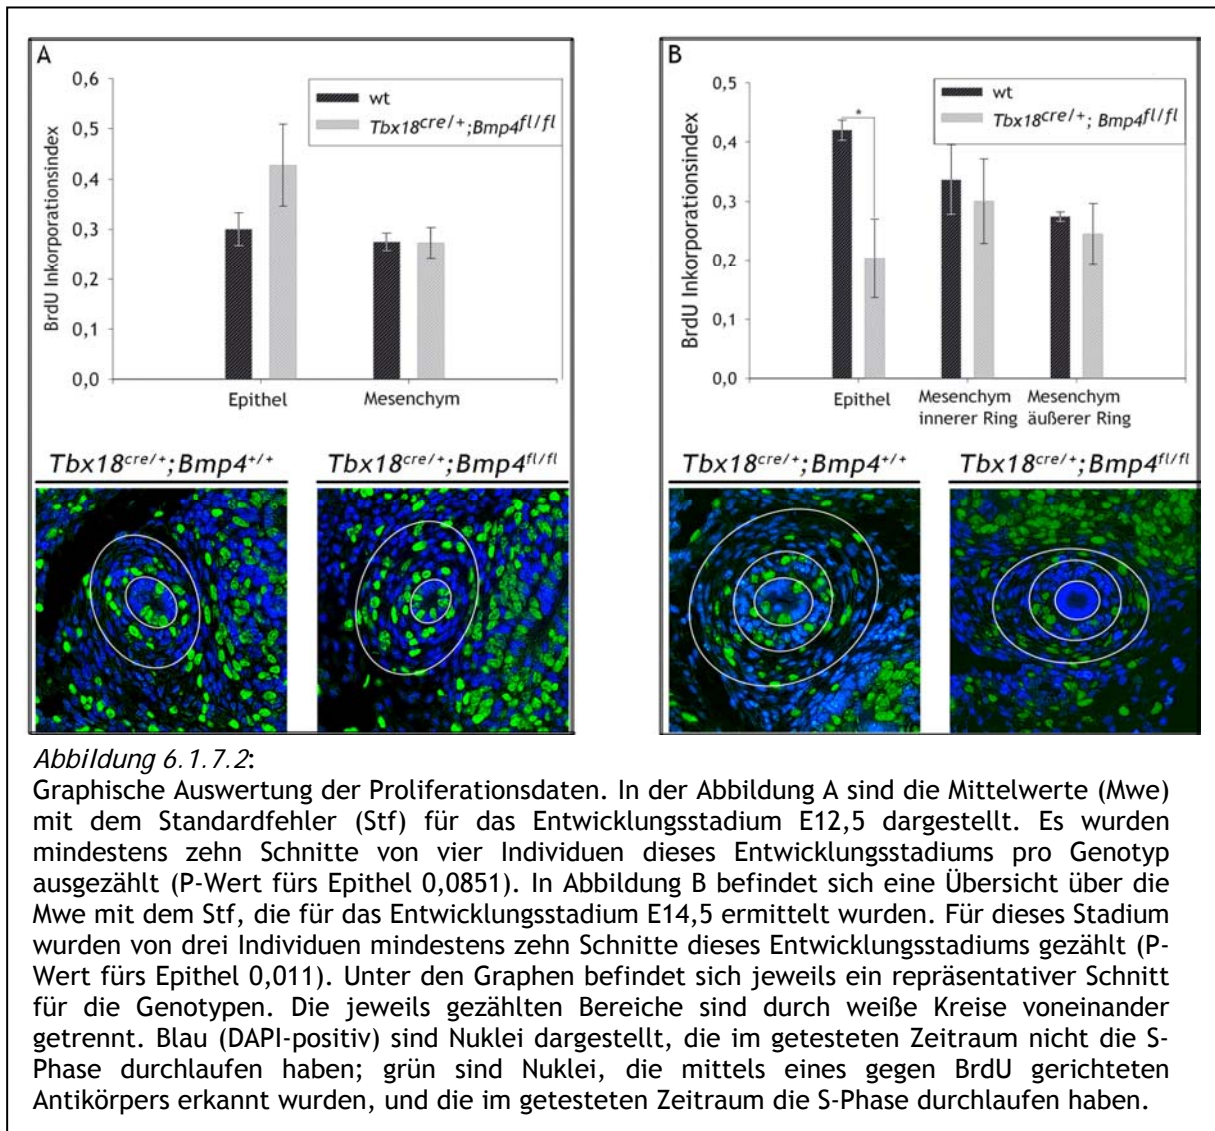 A
0,6
0,5
0,4
0,3
0,2
0,1
0,0
BrdU Inkorporationsindex
wt
Tbx18cre/+;Bmp4fl/fl
Epithel
Mesenchym
B
0,5
0,4
0,3
0,2
0,1
0,0
BrdU Inkorporationsindex
wt
Tbx18cre/+; Bmp4fl/fl
*
Epithel
Mesenchym
innerer Ring
Mesenchym
äußerer Ring
Tbx18cre/+;Bmp4+/+
Tbx18cre/+;Bmp4fl/fl
Tbx18cre/+;Bmp4+/+
Tbx18cre/+;Bmp4fl/fl
Abbildung 6.1.7.2:
Graphische Auswertung der Proliferationsdaten. In der Abbildung A sind die Mittelwerte (Mwe)
mit dem Standardfehler (Stf) für das Entwicklungsstadium E12,5 dargestellt. Es wurden
mindestens zehn Schnitte von vier Individuen dieses Entwicklungsstadiums pro Genotyp
ausgezählt (P-Wert fürs Epithel 0,0851). In Abbildung B befindet sich eine Übersicht über die
Mwe mit dem Stf, die für das Entwicklungsstadium E14,5 ermittelt wurden. Für dieses Stadium
wurden von drei Individuen mindestens zehn Schnitte dieses Entwicklungsstadiums gezählt (P-
Wert fürs Epithel 0,011). Unter den Graphen befindet sich jeweils ein repräsentativer Schnitt
für die Genotypen. Die jeweils gezählten Bereiche sind durch weiße Kreise voneinander
getrennt. Blau (DAPI-positiv) sind Nuklei dargestellt, die im getesteten Zeitraum nicht die S-
Phase durchlaufen haben; grün sind Nuklei, die mittels eines gegen BrdU gerichteten
Antikörpers erkannt wurden, und die im getesteten Zeitraum die S-Phase durchlaufen haben.